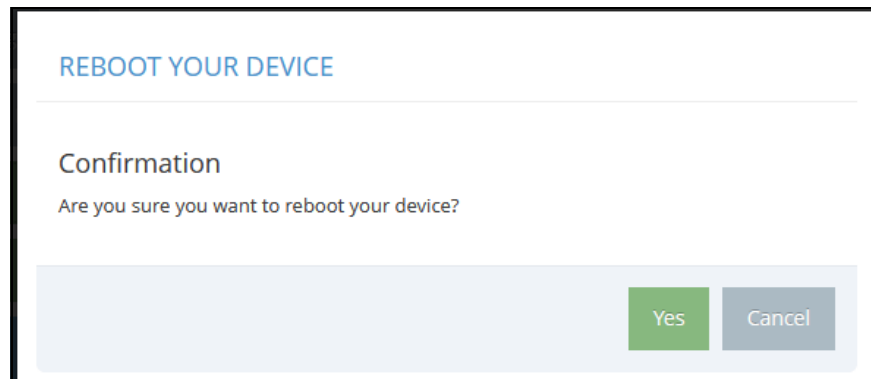 REBOOT YOUR DEVICE
Confirmation
Are you sure you want to reboot your device?
Yes Cancel